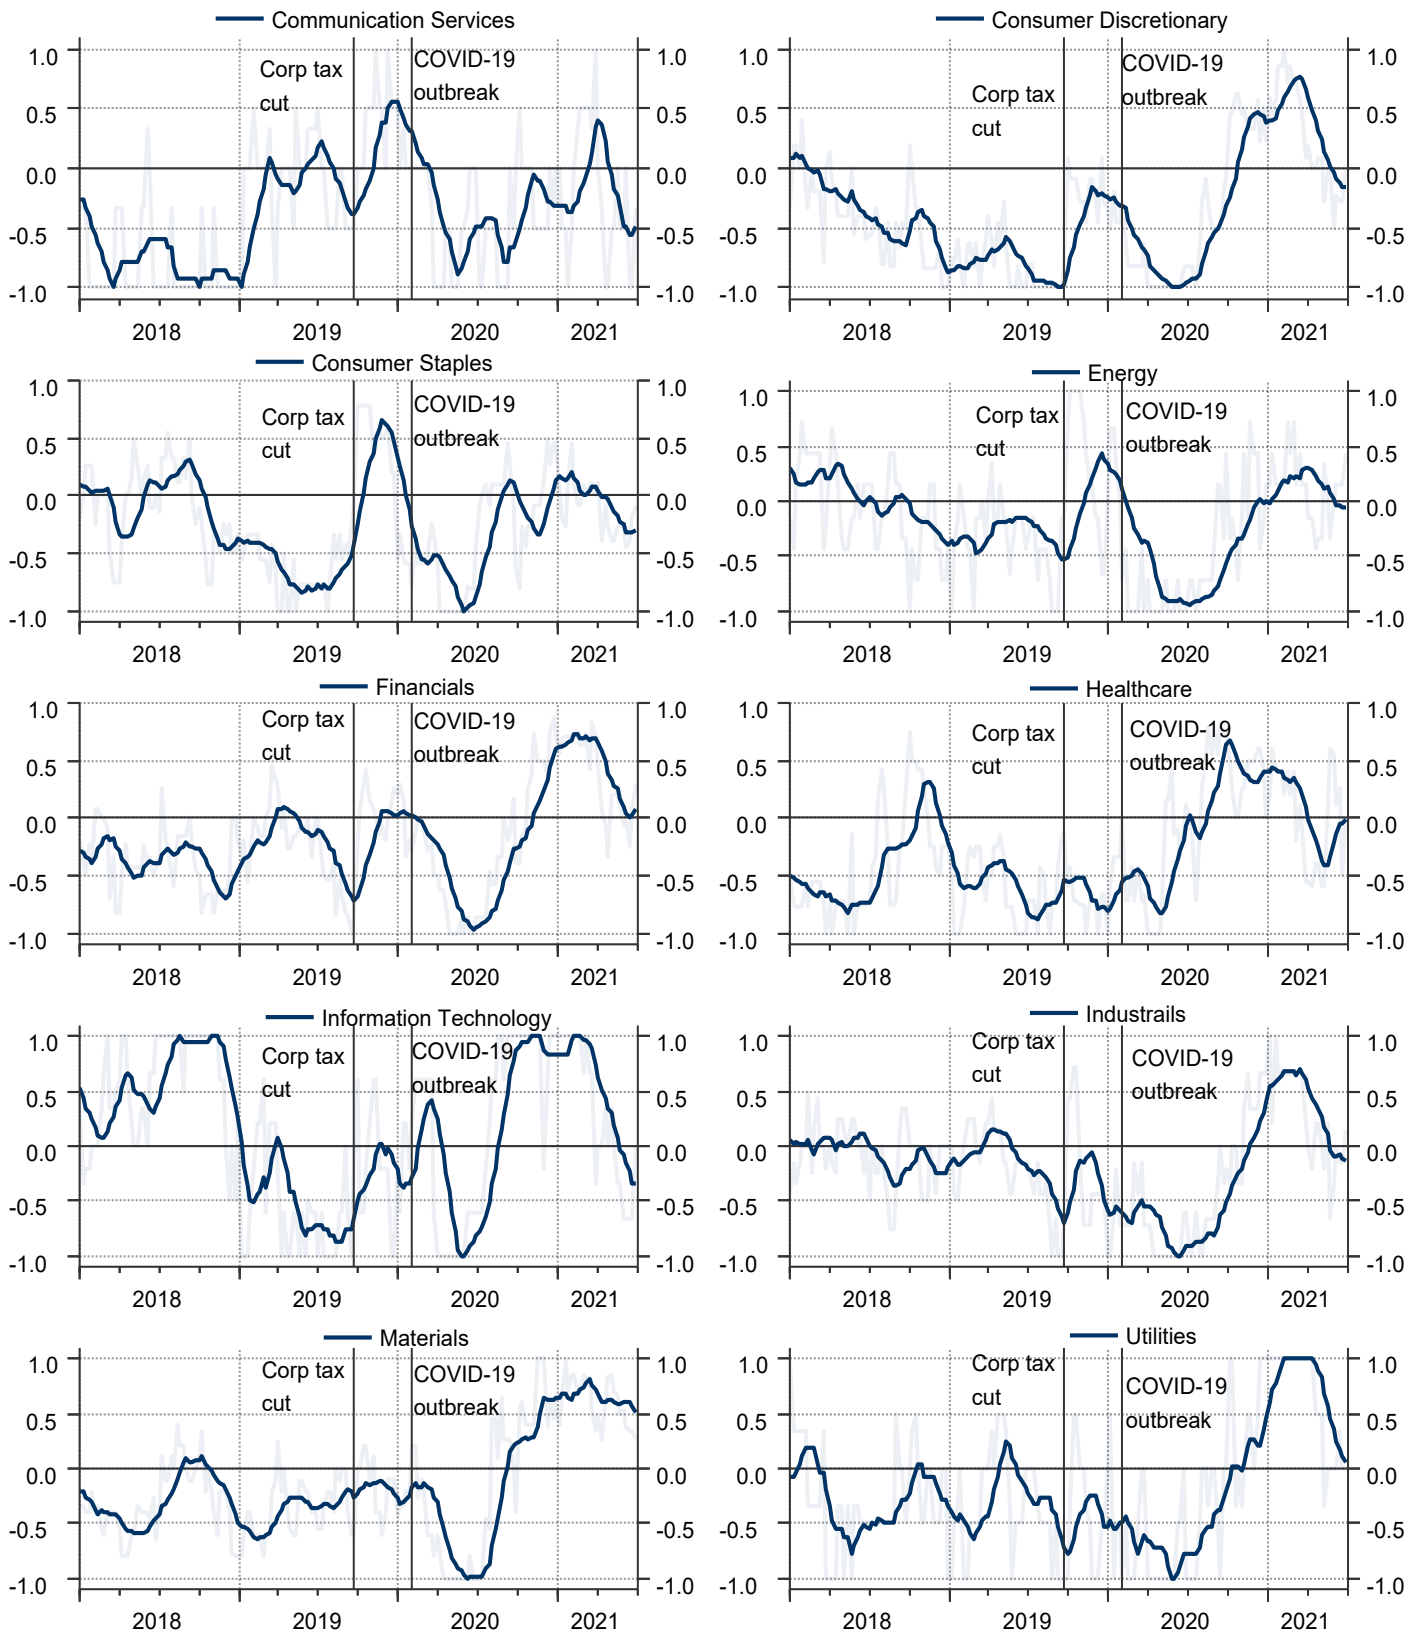 Communication Services
Consumer Discretionary
1.0
1.0
1.0
1.0
Corp tax
cut
COVID-19
outbreak
Corp tax
cut
COVID-19
outbreak
0.5
0.5
0.5
0.5
0.0
0.0
0.0
0.0
-0.5
-0.5
-0.5
-0.5
-1.0
-1.0
-1.0
-1.0
2018 2019 2020 2021
2018 2019 2020 2021
Consumer Staples
Energy
1.0
1.0
1.0
1.0
Corp tax
cut
COVID-19
outbreak
Corp tax
cut
COVID-19
outbreak
0.5
0.5
0.5
0.5
0.0
0.0
0.0
0.0
-0.5
-0.5
-0.5
-0.5
-1.0
-1.0
-1.0
-1.0
2018 2019 2020 2021
2018 2019 2020 2021
Financials
Healthcare
1.0
1.0
1.0
1.0
Corp tax
cut
COVID-19
outbreak
Corp tax
cut
COVID-19
outbreak
0.5
0.5
0.5
0.5
0.0
0.0
0.0
0.0
-0.5
-0.5
-0.5
-0.5
-1.0
-1.0
-1.0
-1.0
2018 2019 2020 2021
2018 2019 2020 2021
Information Technology
Industrails
1.0
1.0
1.0
1.0
Corp tax
cut
COVID-19
outbreak
Corp tax
cut
COVID-19
outbreak
0.5
0.5
0.5
0.5
0.0
0.0
0.0
0.0
-0.5
-0.5
-0.5
-0.5
-1.0
-1.0
-1.0
-1.0
2018 2019 2020 2021
2018 2019 2020 2021
Materials
Utilities
1.0
1.0
1.0
1.0
Corp tax
cut
COVID-19
outbreak
Corp tax
cut
COVID-19
outbreak
0.5
0.5
0.5
0.5
0.0
0.0
0.0
0.0
-0.5
-0.5
-0.5
-0.5
-1.0
-1.0
-1.0
-1.0
2018 2019 2020 2021
2018 2019 2020 2021